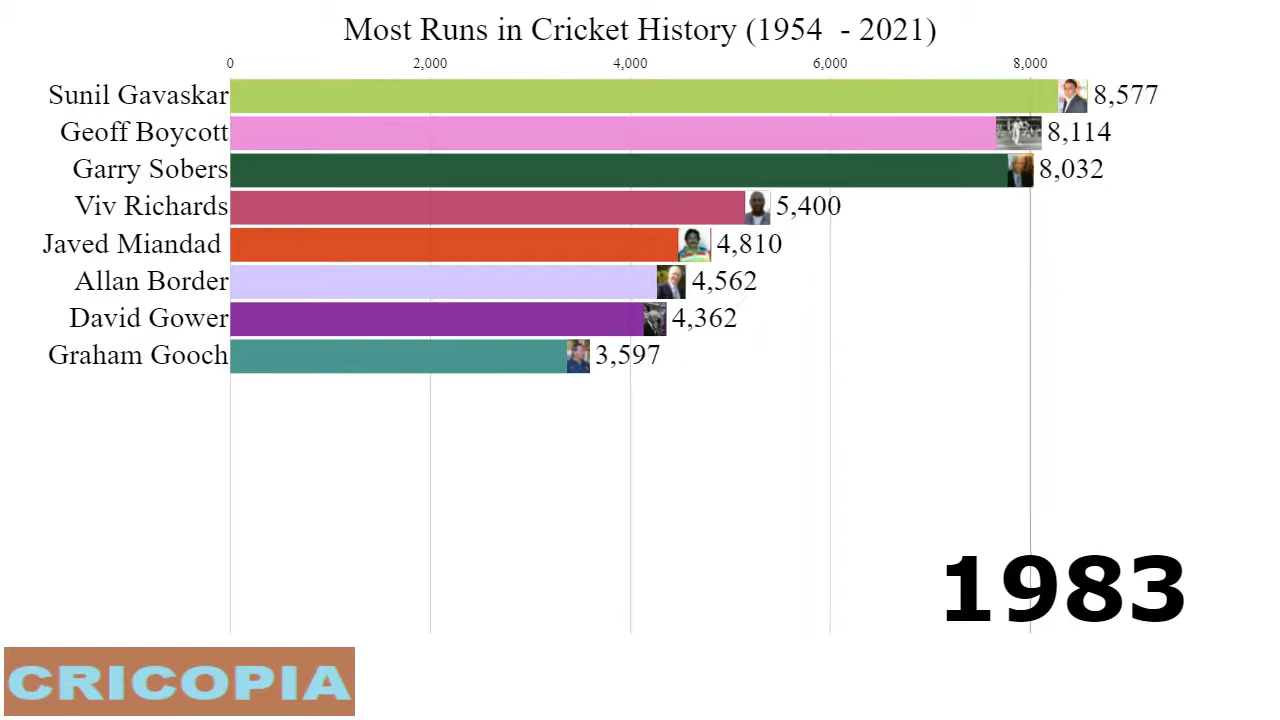 Most Runs in Cricket History (1954 - 2021)
0 2,000 4,000 6,000 8,000
Sunil Gavaskar 8,577
Geoff Boycott 8,114
Garry Sobers 8,032
Viv Richards 5,400
Javed Miandad 4,810
Allan Border 4,562
David Gower 4,362
Graham Gooch 3,597
1983
CRICOPIA